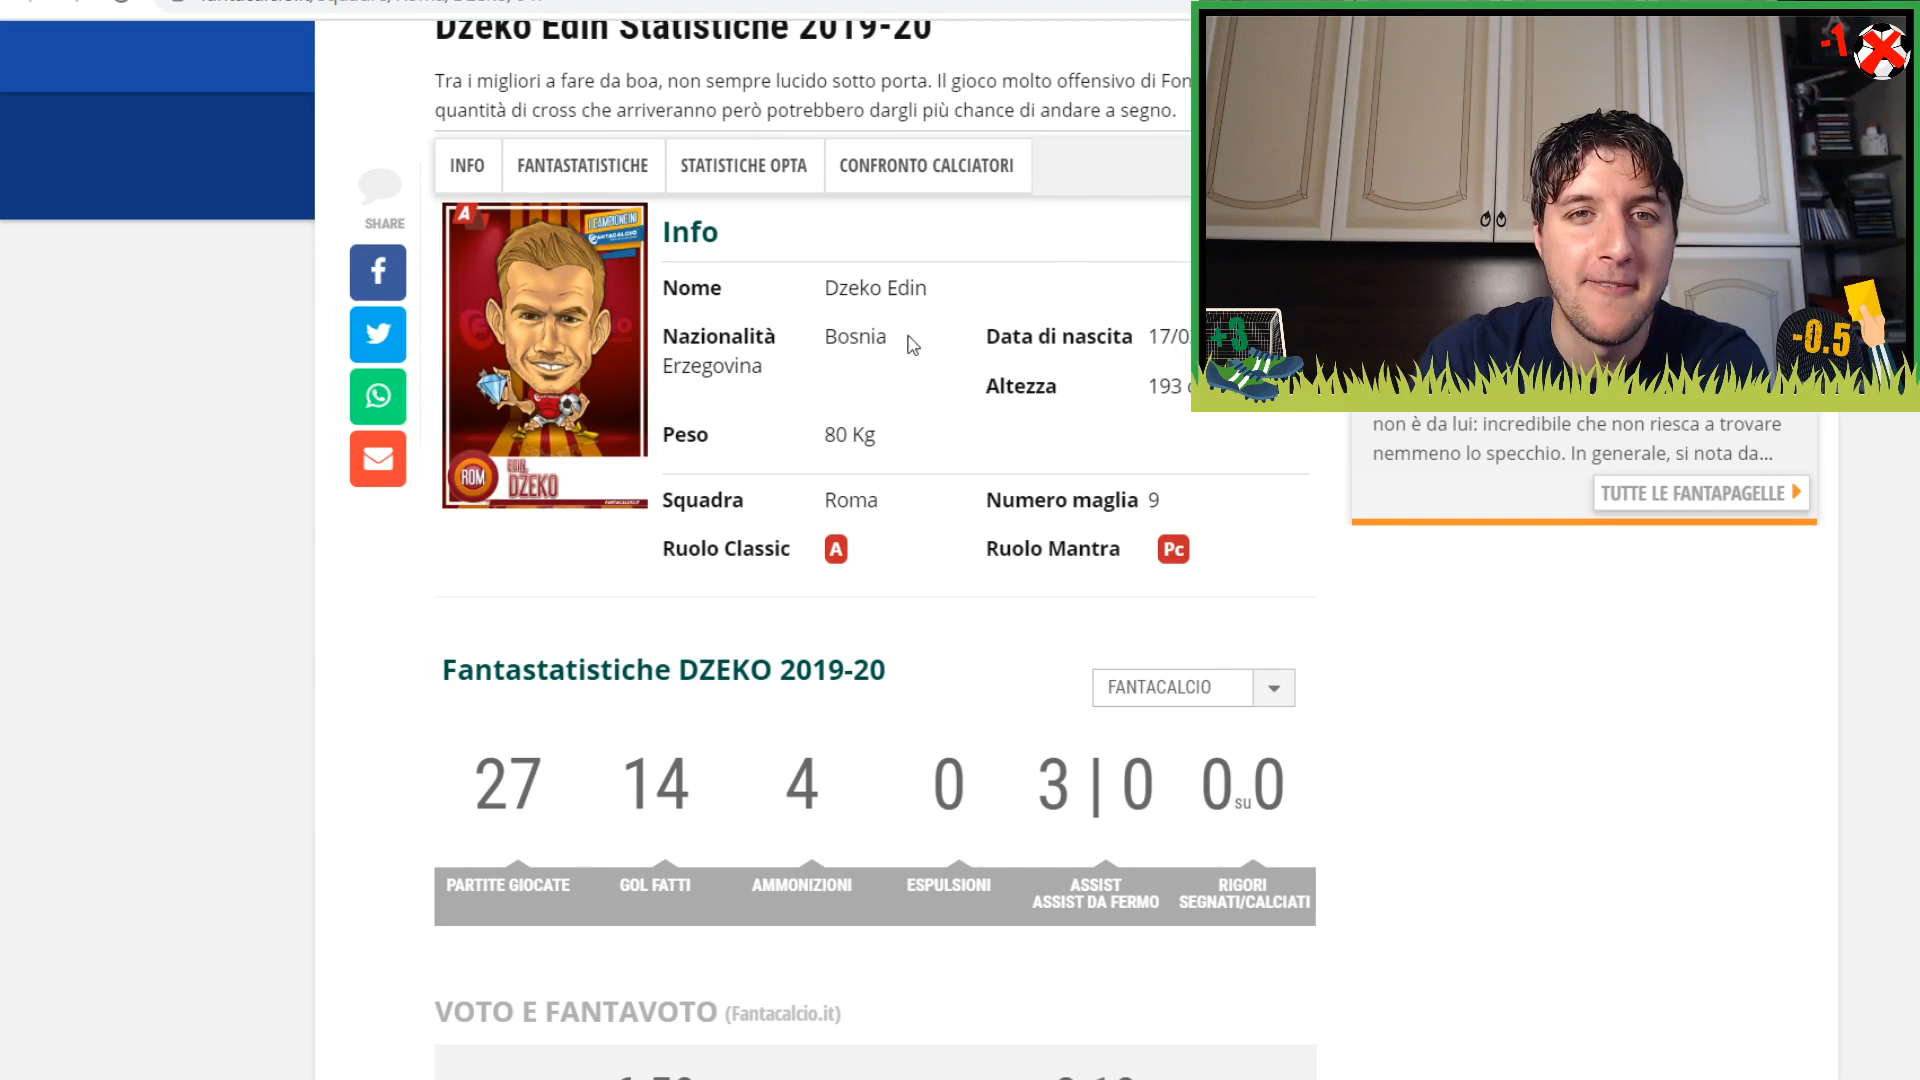 Dzeko Edin Statistiche 2019-20
Tra i migliori a fare da boa, non sempre lucido sotto porta. Il gioco molto offensivo di Fon
quantità di cross che arriveranno però potrebbero dargli più chance di andare a segno.
INFO
FANTASTATISTICHE
STATISTICHE OPTA
CONFRONTO CALCIATORI
SHARE
A
I CAMPIONCINI
FANTACALCIO
ROM
EDIN
DZEKO
Info
Nome Dzeko Edin
Nazionalità Bosnia
Erzegovina
Data di nascita 17/0
Altezza 193
Peso 80 Kg
Squadra Roma
Numero maglia 9
Ruolo Classic A
Ruolo Mantra Pc
-1
+3
-0.5
non è da lui: incredibile che non riesca a trovare
nemmeno lo specchio. In generale, si nota da...
TUTTE LE FANTAPAGELLE
Fantastatistiche DZEKO 2019-20
FANTACALCIO
27 14 4 0 3 | 0 0 su 0
PARTITE GIOCATE
GOL FATTI
AMMONIZIONI
ESPULSIONI
ASSIST
ASSIST DA FERMO
RIGORI
SEGNATI/CALCIATI
VOTO E FANTAVOTO (Fantacalcio.it)